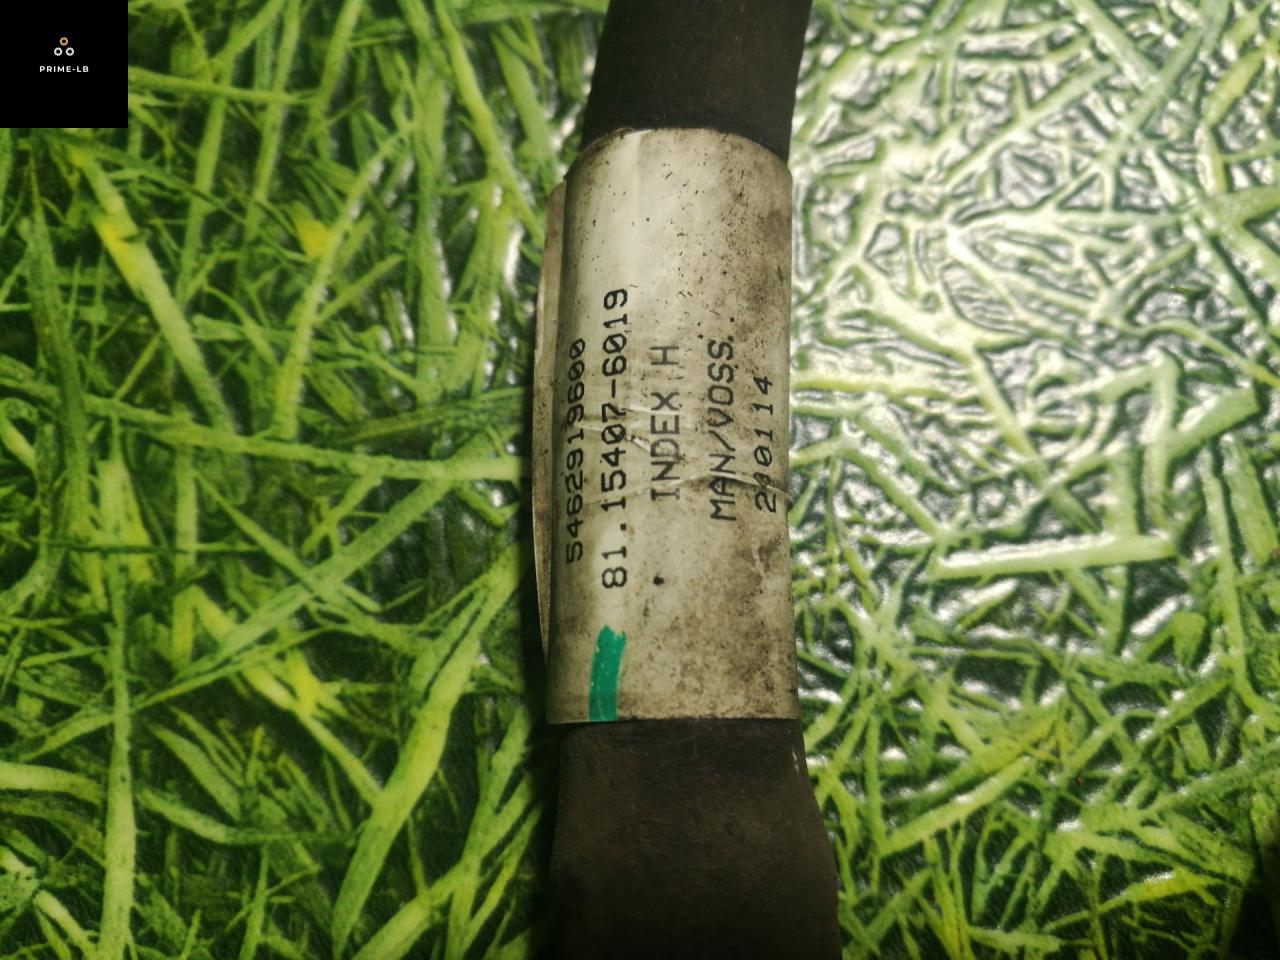 PRIME-LB
5462919600
81.15407-6019
INDEX H
MAN/VOSS.
200114